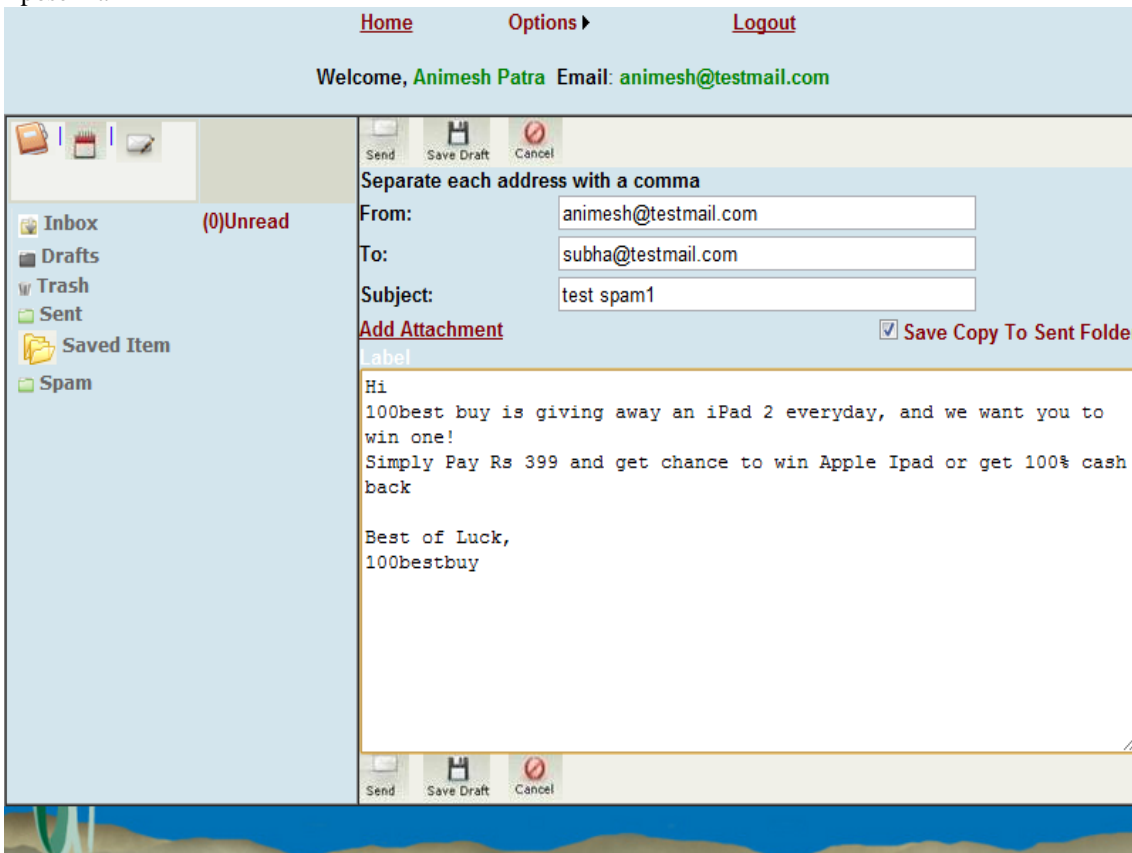 Home Options Logout
Welcome, Animesh Patra Email: animesh@testmail.com
Send Save Draft Cancel
Separate each address with a comma
Inbox (0)Unread
Drafts
Trash
Sent
Saved Item
Spam
From: animesh@testmail.com
To: subha@testmail.com
Subject: test spam1
Add Attachment Save Copy To Sent Folde
Label
Hi
100best buy is giving away an iPad 2 everyday, and we want you to
win one!
Simply Pay Rs 399 and get chance to win Apple Ipad or get 100% cash
back
Best of Luck,
100bestbuy
Send Save Draft Cancel